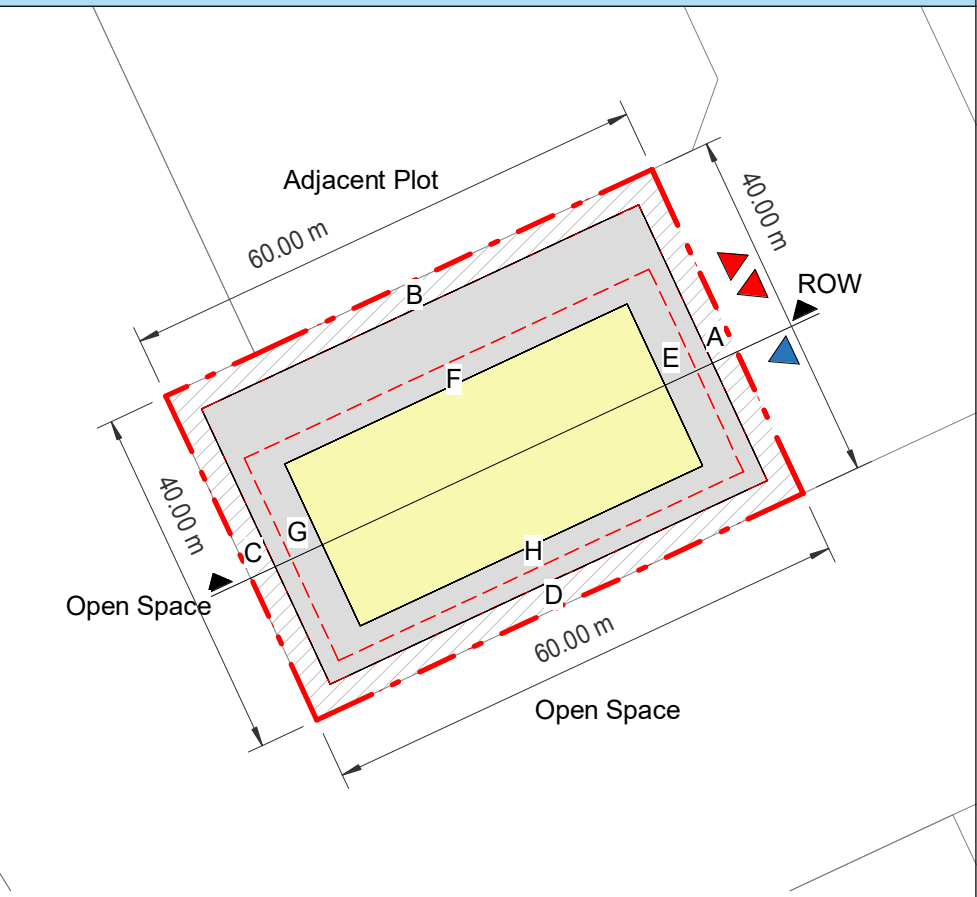 Adjacent Plot
60.00 m
40.00 m
ROW
B
A
E
F
40.00 m
G
C
H
D
Open Space
60.00 m
Open Space